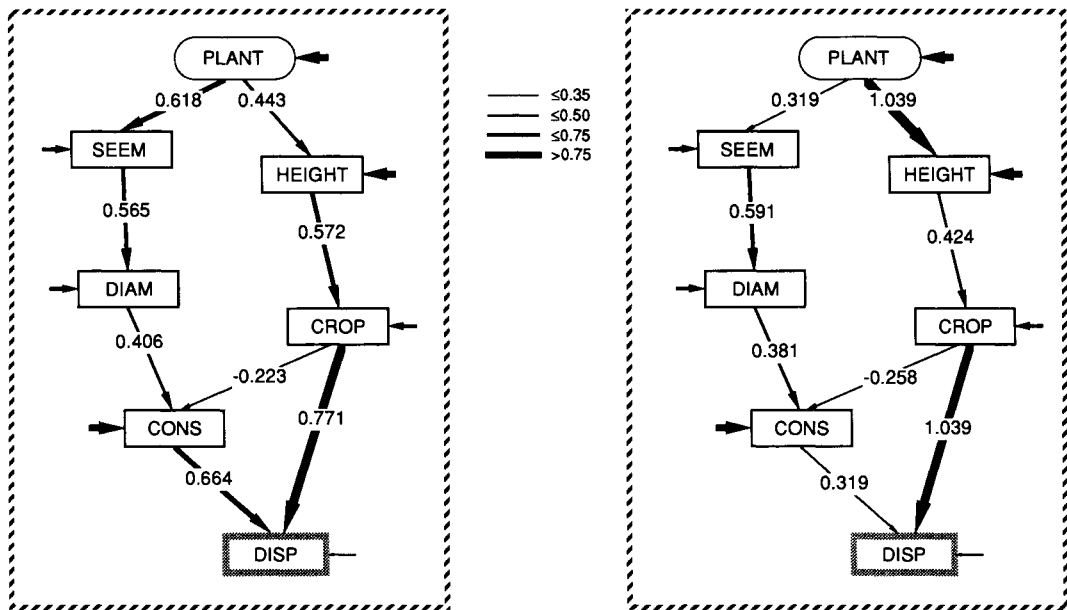 PLANT
0.618 0.443
SEEM
HEIGHT
0.565
0.572
DIAM
CROP
0.406
-0.223
CONS
0.771
0.664
DISP
≤0.35
≤0.50
≤0.75
>0.75
PLANT
0.319 1.039
SEEM
HEIGHT
0.591
0.424
DIAM
CROP
0.381
-0.258
CONS
1.039
0.319
DISP